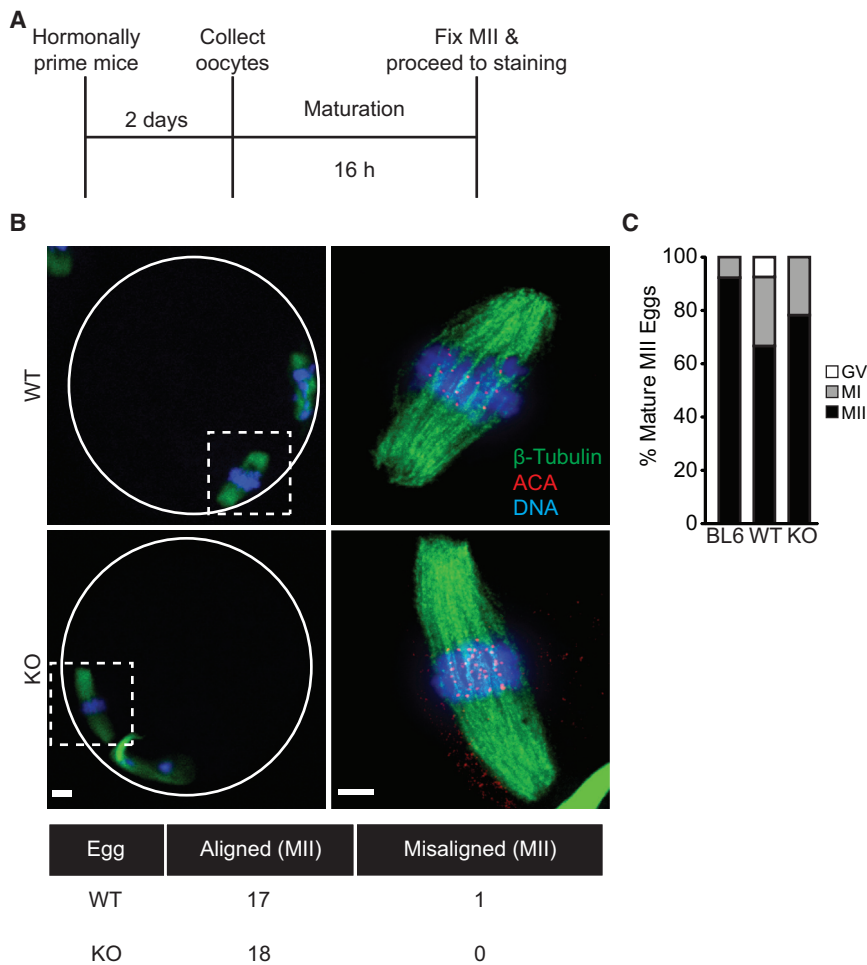 A
Hormonally
prime mice
Collect
oocytes
Fix MII &
proceed to staining
2 days
Maturation
16 h
B
WT
β-Tubulin
ACA
DNA
KO
Egg Aligned (MII) Misaligned (MII)
WT 17 1
KO 18 0
C
% Mature MII Eggs
100
80
60
40
20
0
BL6 WT KO
GV
MI
MII